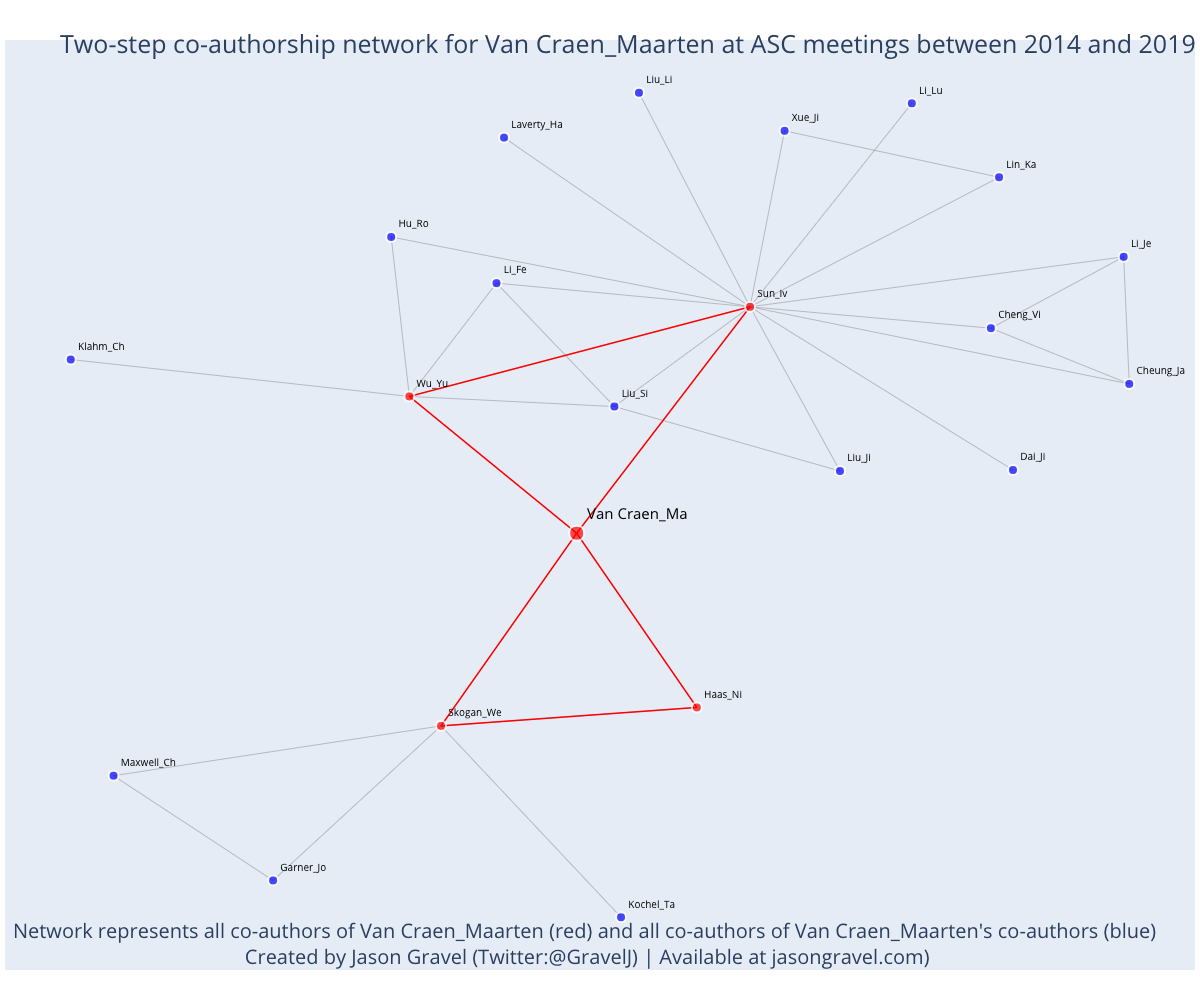 Two-step co-authorship network for Van Craen_Maarten at ASC meetings between 2014 and 2019
Liu_Li
Li_Lu
Xue_Ji
Laverty_Ha
Lin_Ka
Hu_Ro
Li_Je
Li_Fe
Sun_Iv
Cheng_Vi
Klahm_Ch
Cheung_Ja
Wu_Yu
Liu_Si
Liu_Ji
Dai_Ji
Van Craen_Ma
Haas_Ni
Skogan_We
Maxwell_Ch
Garner_Jo
Kochel_Ta
Network represents all co-authors of Van Craen_Maarten (red) and all co-authors of Van Craen_Maarten's co-authors (blue)
Created by Jason Gravel (Twitter:@GravelJ) | Available at jasongravel.com)